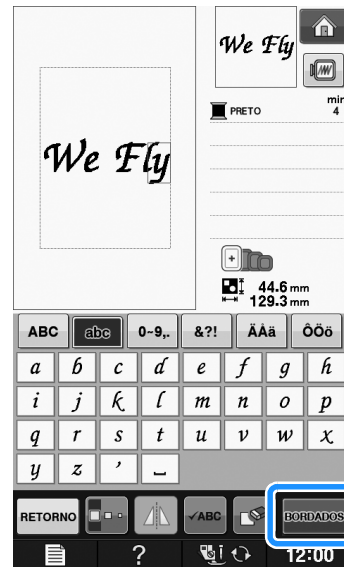 We Fly
We Fly
PRETO
min
4
44.6 mm
129.3 mm
ABC abc 0~9,. &?! ÄÅä ÔÖö
a b c d e f g h
i j k l m n o p
q r s t u v w x
y z ’ ⎵
RETORNO ✓ABC BORDADOS
? 12:00